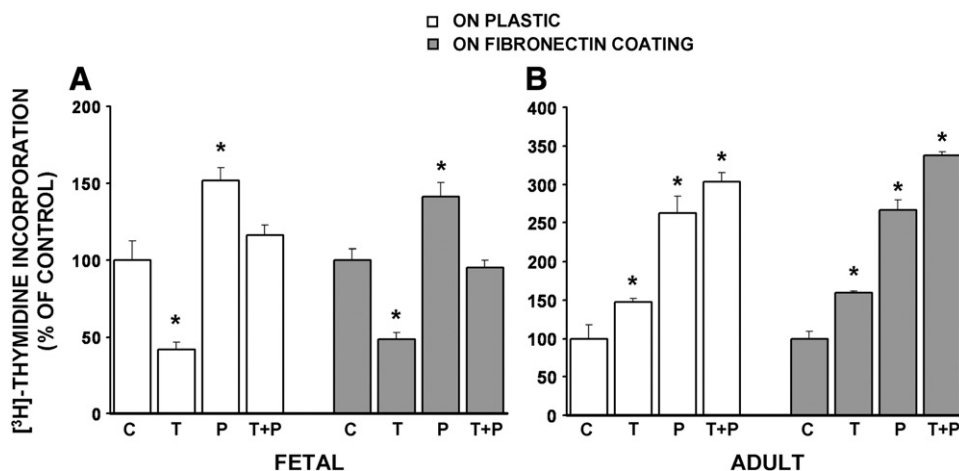 ON PLASTIC
ON FIBRONECTIN COATING
A
B
[³H]-THYMIDINE INCORPORATION
(% OF CONTROL)
200
150
100
50
0
*
*
*
*
C T P T+P C T P T+P
FETAL
400
350
300
250
200
150
100
50
0
*
*
*
*
*
*
C T P T+P C T P T+P
ADULT